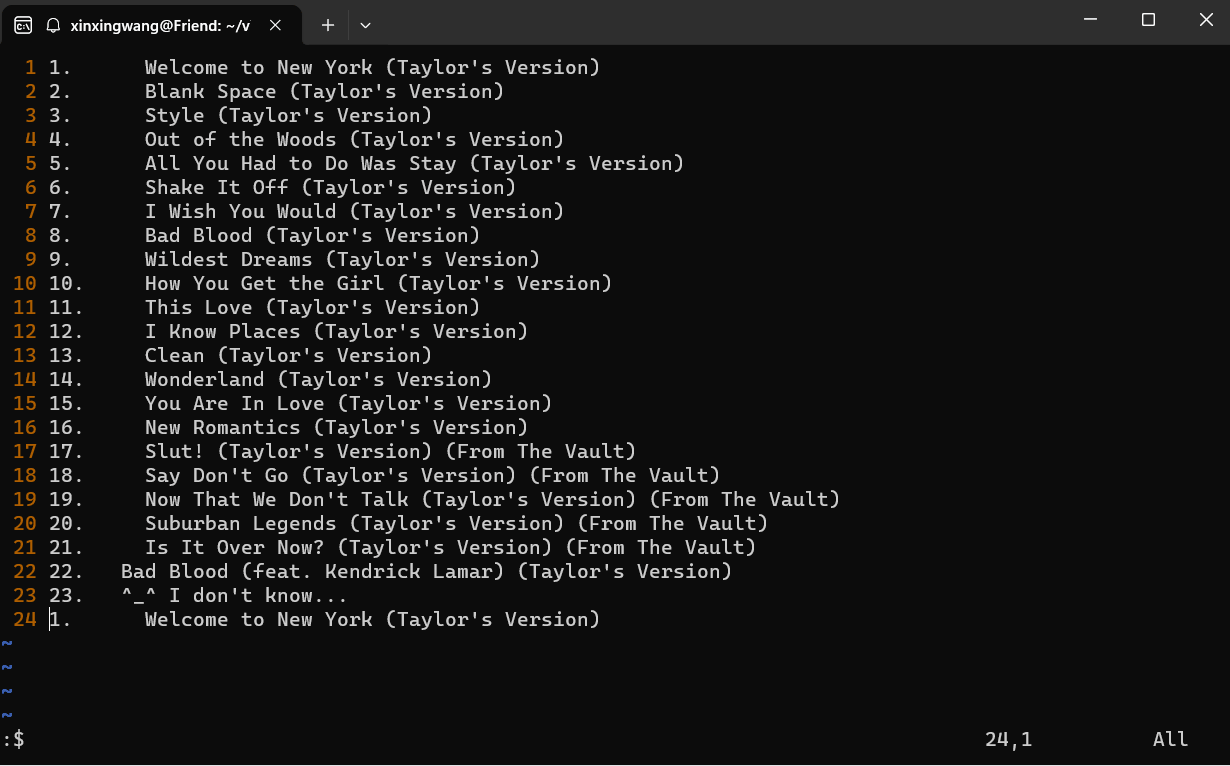 xinxingwang@Friend: ~/v
1 1. Welcome to New York (Taylor's Version)
2 2. Blank Space (Taylor's Version)
3 3. Style (Taylor's Version)
4 4. Out of the Woods (Taylor's Version)
5 5. All You Had to Do Was Stay (Taylor's Version)
6 6. Shake It Off (Taylor's Version)
7 7. I Wish You Would (Taylor's Version)
8 8. Bad Blood (Taylor's Version)
9 9. Wildest Dreams (Taylor's Version)
10 10. How You Get the Girl (Taylor's Version)
11 11. This Love (Taylor's Version)
12 12. I Know Places (Taylor's Version)
13 13. Clean (Taylor's Version)
14 14. Wonderland (Taylor's Version)
15 15. You Are In Love (Taylor's Version)
16 16. New Romantics (Taylor's Version)
17 17. Slut! (Taylor's Version) (From The Vault)
18 18. Say Don't Go (Taylor's Version) (From The Vault)
19 19. Now That We Don't Talk (Taylor's Version) (From The Vault)
20 20. Suburban Legends (Taylor's Version) (From The Vault)
21 21. Is It Over Now? (Taylor's Version) (From The Vault)
22 22. Bad Blood (feat. Kendrick Lamar) (Taylor's Version)
23 23. ^_^ I don't know...
24 1. Welcome to New York (Taylor's Version)
~
~
~
~
:$ 24,1 All